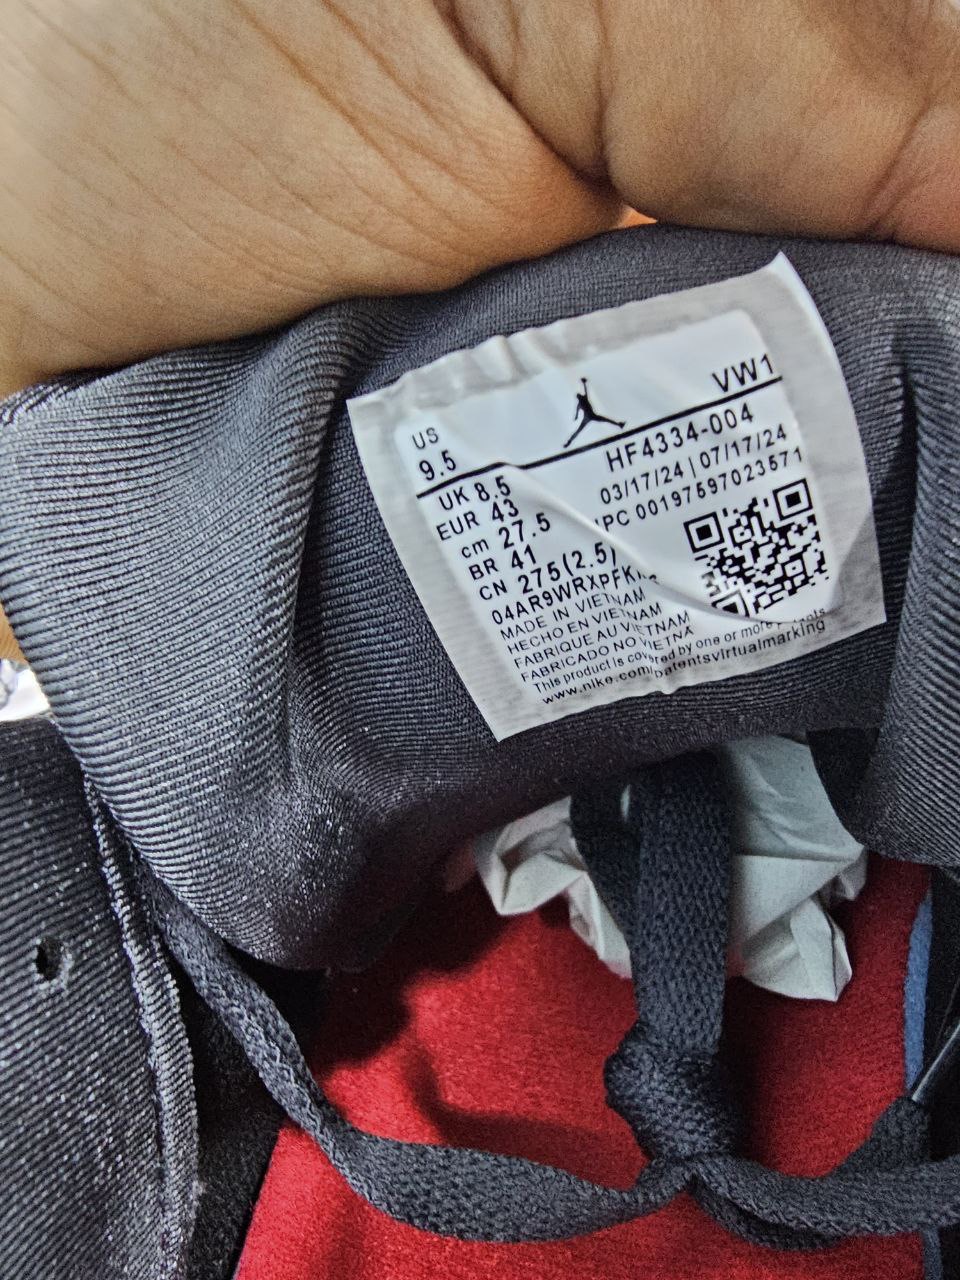 VW1
US
9.5
HF4334-004
UK 8.5
03/17/24 | 07/17/24
EUR 43
PC 00197597023571
cm 27.5
BR 41
CN 275(2.5)
04AR9WRXPFK
MADE IN VIETNAM
HECHO EN VIETNAM
FABRIQUE AU VIETNAM
FABRICADO NO VIETNA
This product is covered by one or more Patents
www.nike.com/patentsvirtualmarking